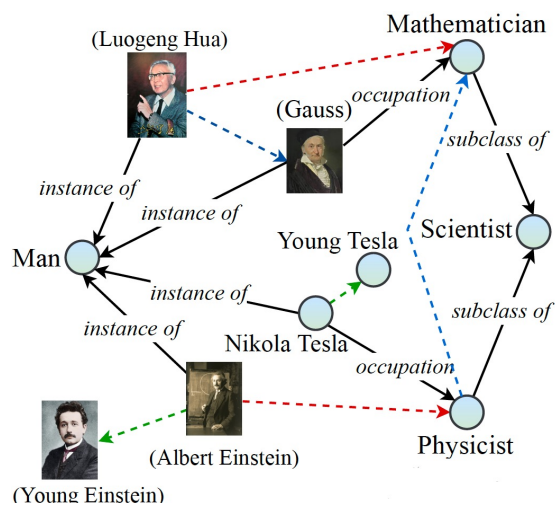 Mathematician
(Luogeng Hua)
(Gauss)
occupation
subclass of
instance of
instance of
Young Tesla
Scientist
Man
instance of
subclass of
instance of
Nikola Tesla
occupation
Physicist
(Albert Einstein)
(Young Einstein)